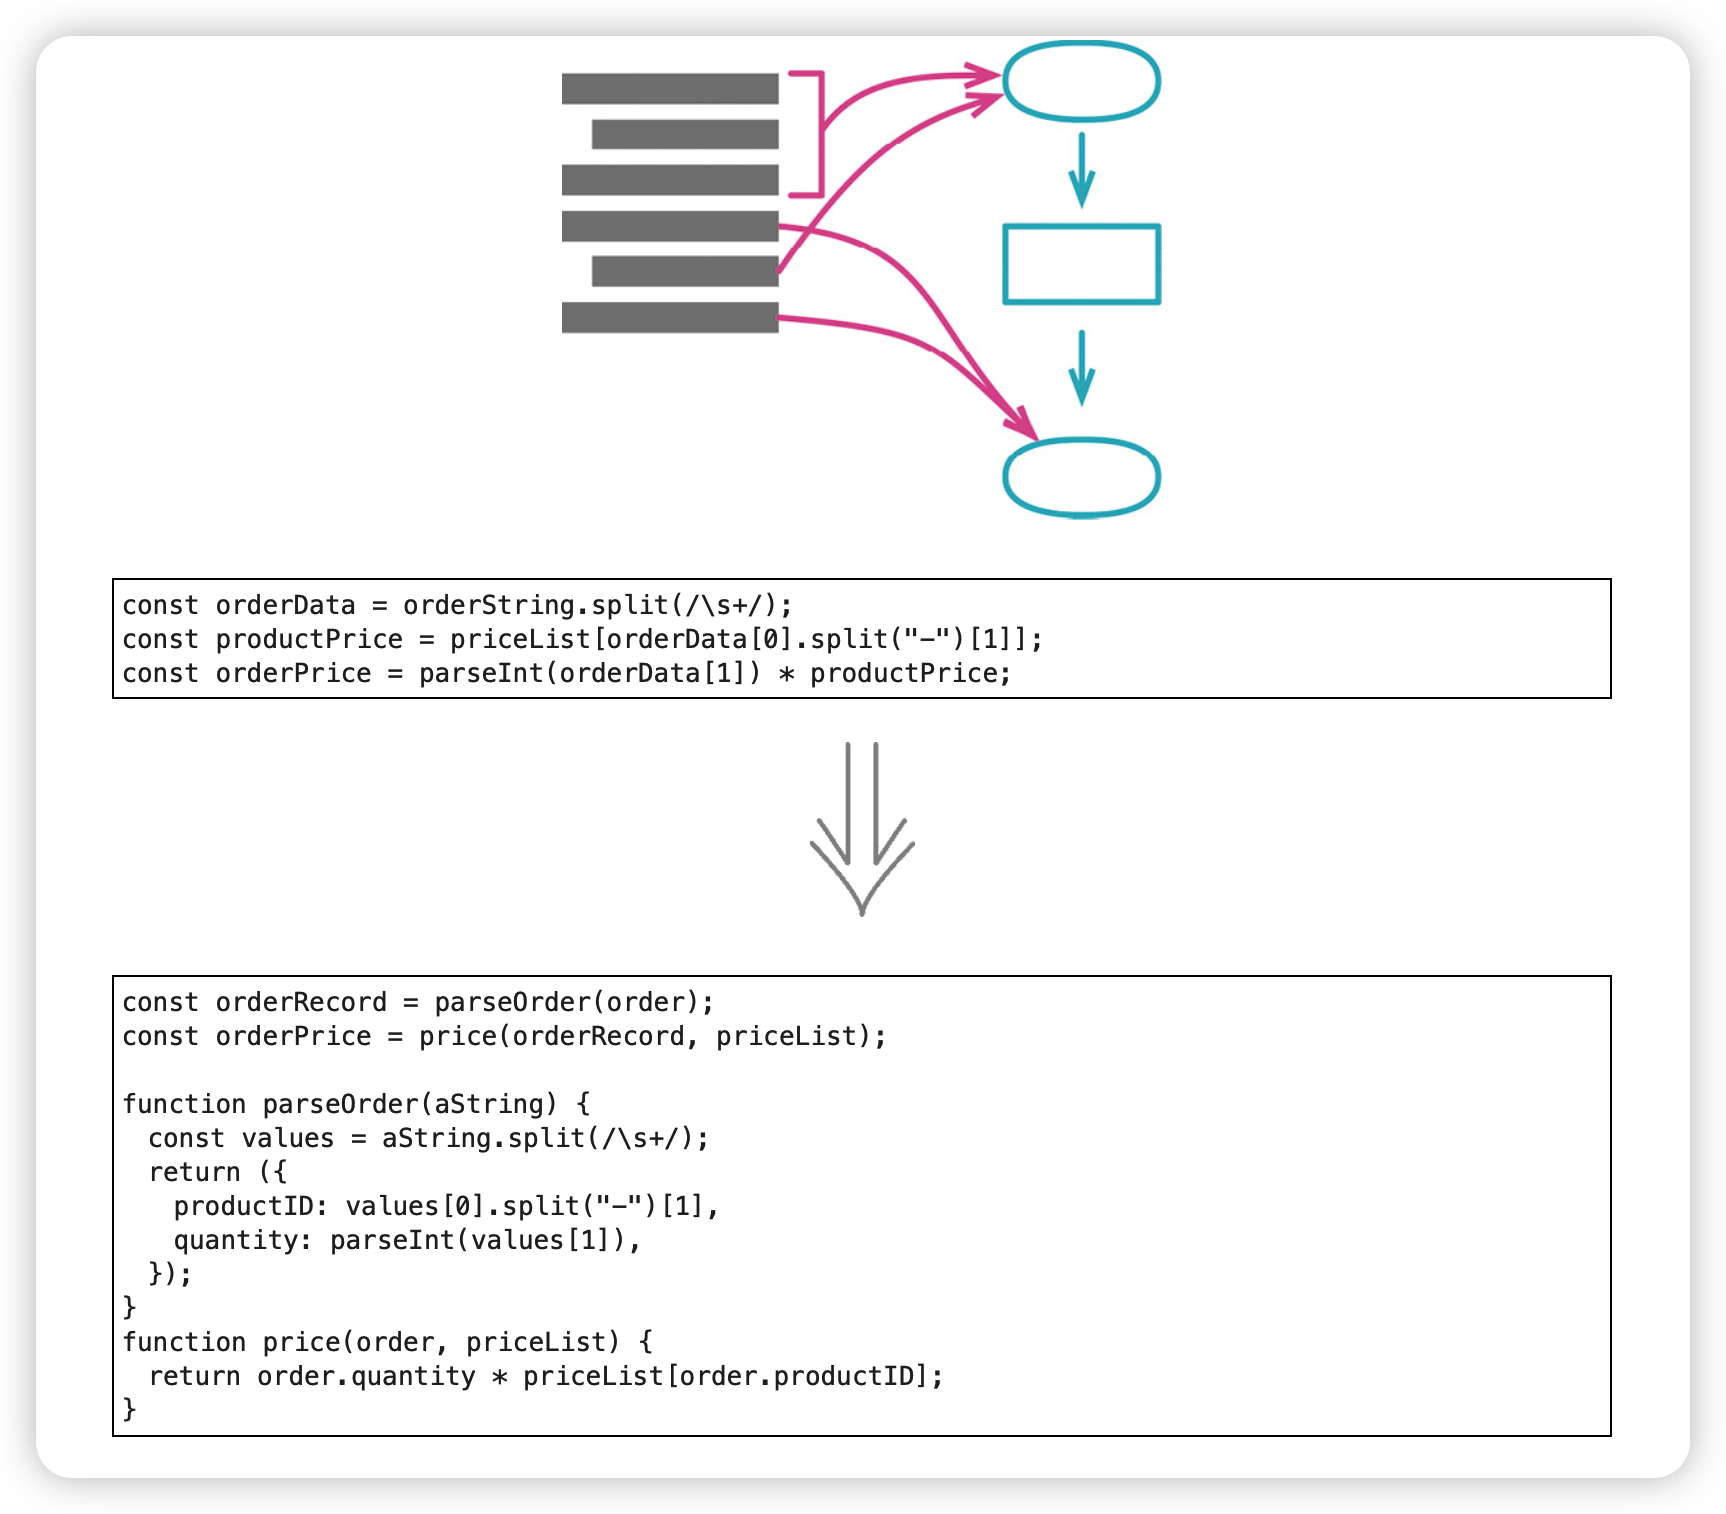 const orderData = orderString.split(/\s+/);
const productPrice = priceList[orderData[0].split("-")[1]];
const orderPrice = parseInt(orderData[1]) * productPrice;
const orderRecord = parseOrder(order);
const orderPrice = price(orderRecord, priceList);

function parseOrder(aString) {
  const values = aString.split(/\s+/);
  return ({
    productID: values[0].split("-")[1],
    quantity: parseInt(values[1]),
  });
}
function price(order, priceList) {
  return order.quantity * priceList[order.productID];
}